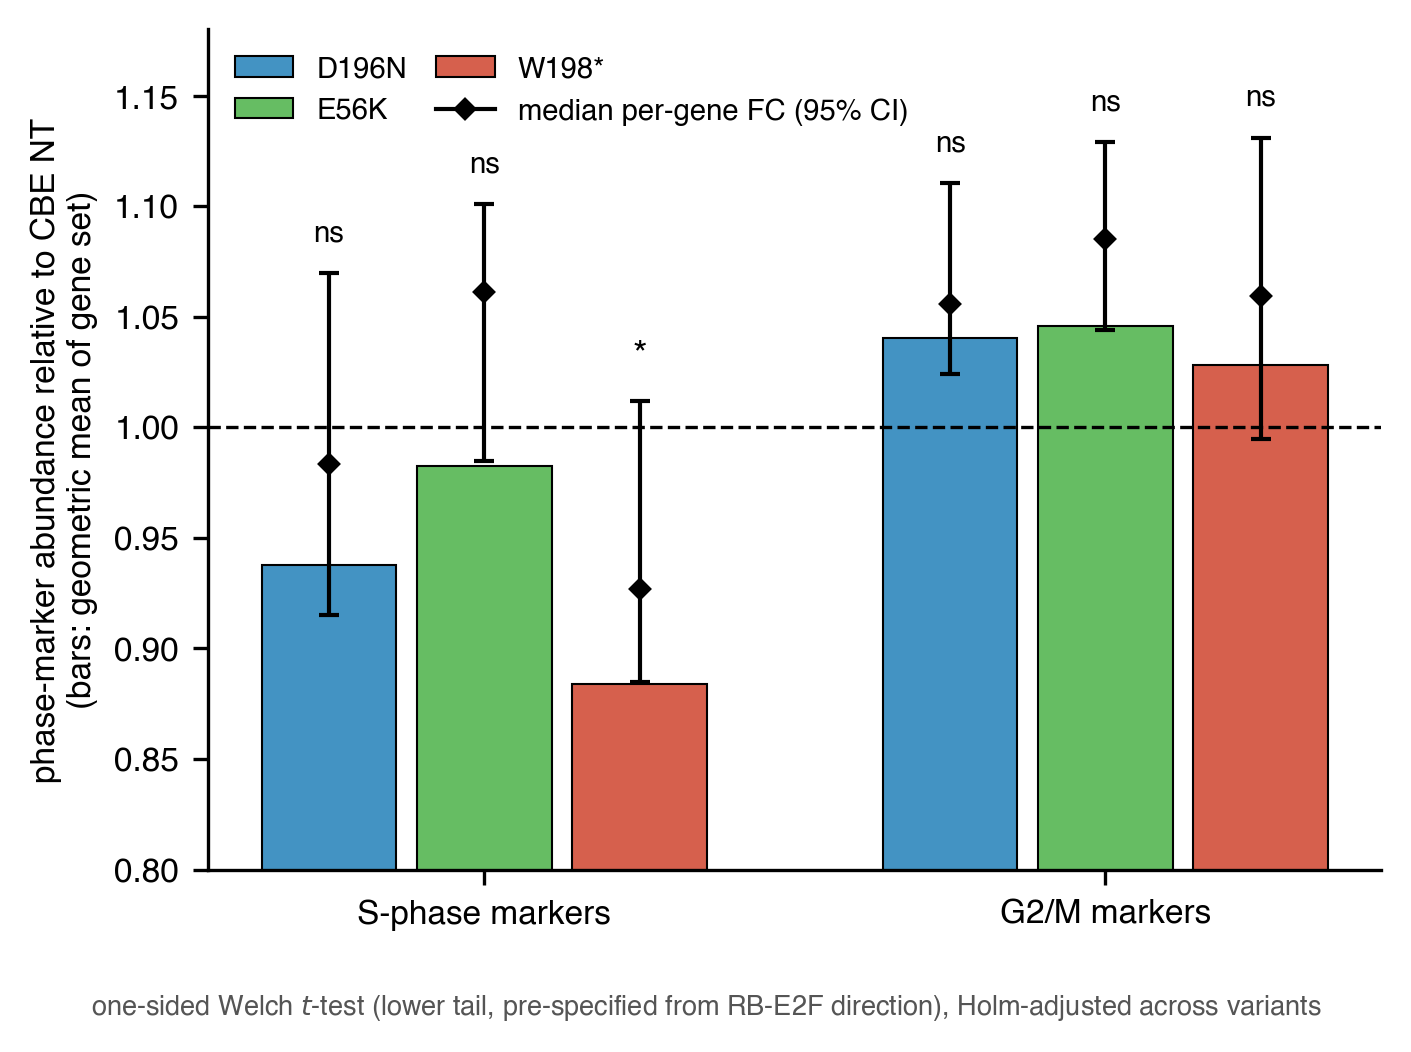 D196N
E56K
W198*
median per-gene FC (95% CI)
phase-marker abundance relative to CBE NT
(bars: geometric mean of gene set)
1.15
1.10
1.05
1.00
0.95
0.90
0.85
0.80
ns
ns
*
ns
ns
ns
S-phase markers
G2/M markers
one-sided Welch t-test (lower tail, pre-specified from RB-E2F direction), Holm-adjusted across variants